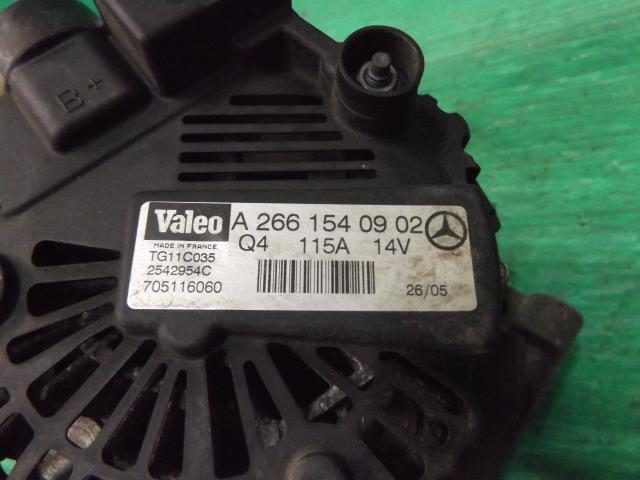 B+
Valeo A 266 154 09 02
MADE IN FRANCE Q4 115A 14V
TG11C035
2542954C
705116060 26/05